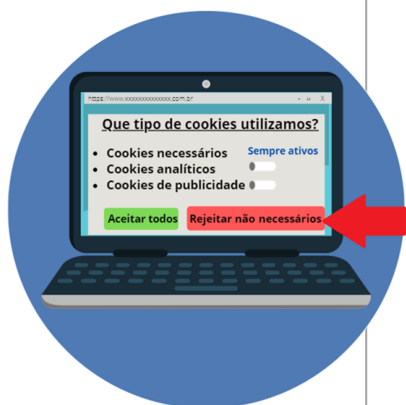 https://www.xxxxxxxxxxxxxx.com.br
Que tipo de cookies utilizamos?
• Cookies necessários Sempre ativos
• Cookies analíticos
• Cookies de publicidade
Aceitar todos Rejeitar não necessários